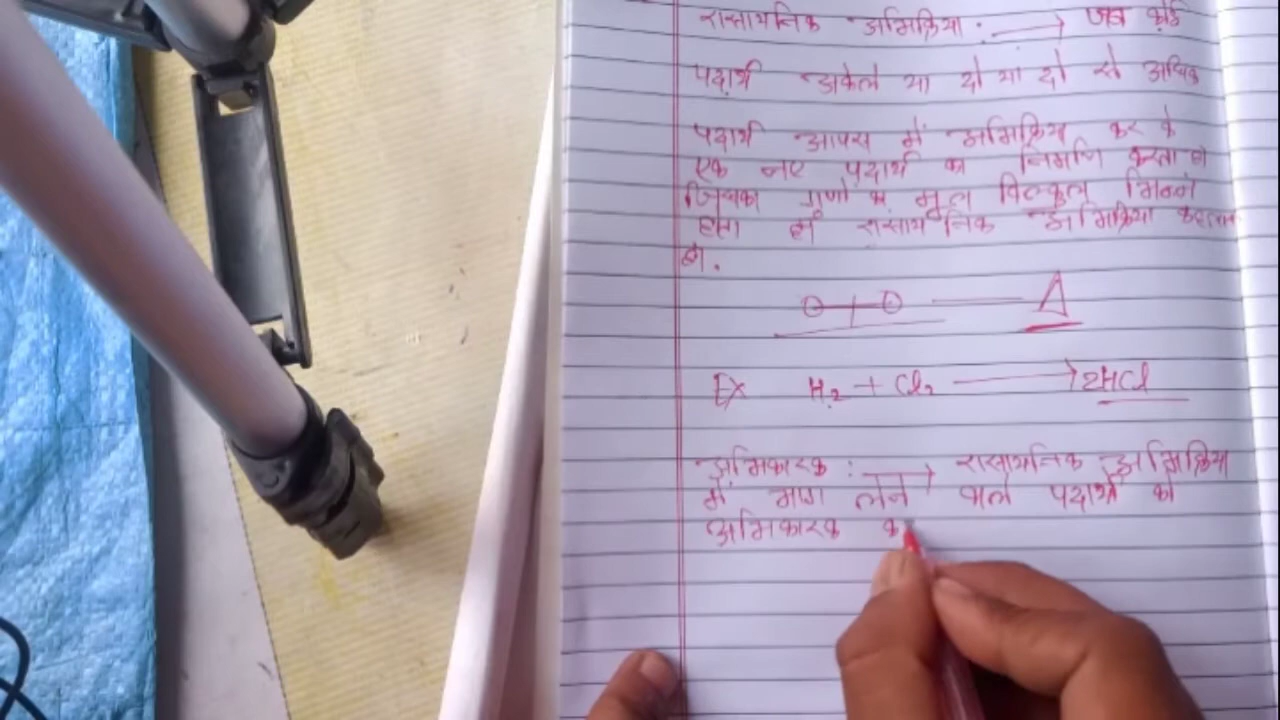 रासायनिक अभिक्रिया :⟶ जब कोई
पदार्थ अकेले या दो या दो से अधिक
पदार्थ आपस में अभिक्रिया कर के
एक नए पदार्थ का निर्माण करता हो
जिसका गुणों मूल बिल्कुल भिन्न
होता हो रासायनिक अभिक्रिया कहलाता
हो.
Ex H₂ + Cl₂ ⟶ 2HCl
अभिकारक :⟶ रासायनिक अभिक्रिया
में भाग लेने वाले पदार्थो को
अभिकारक क